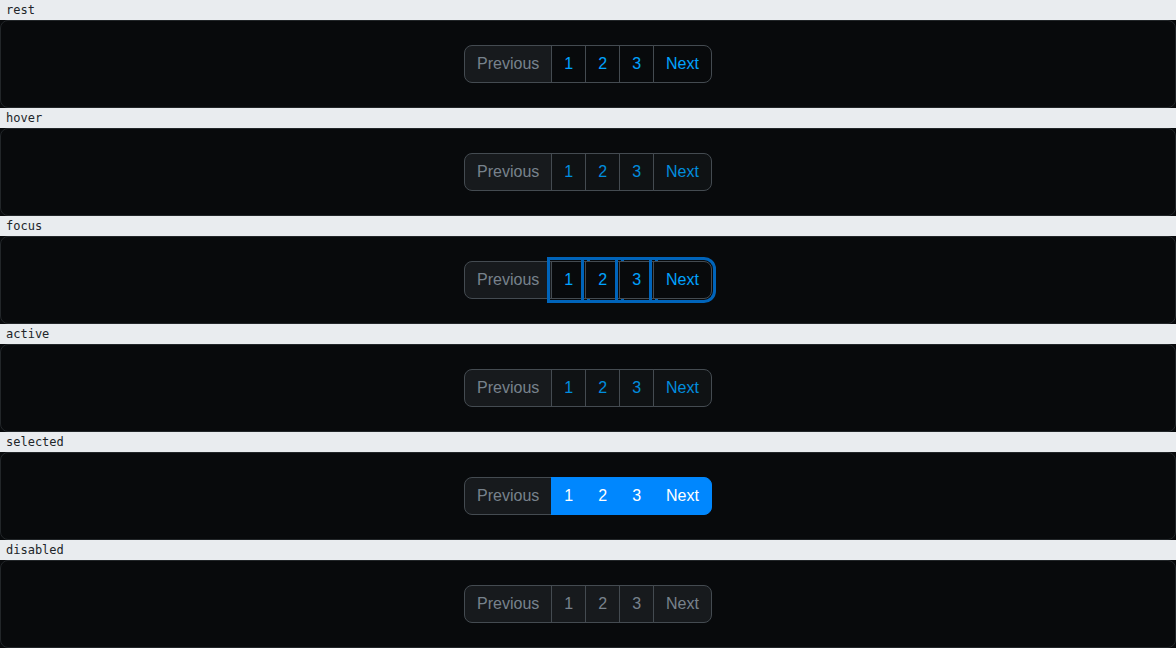 rest
Previous 1 2 3 Next
hover
Previous 1 2 3 Next
focus
Previous 1 2 3 Next
active
Previous 1 2 3 Next
selected
Previous 1 2 3 Next
disabled
Previous 1 2 3 Next